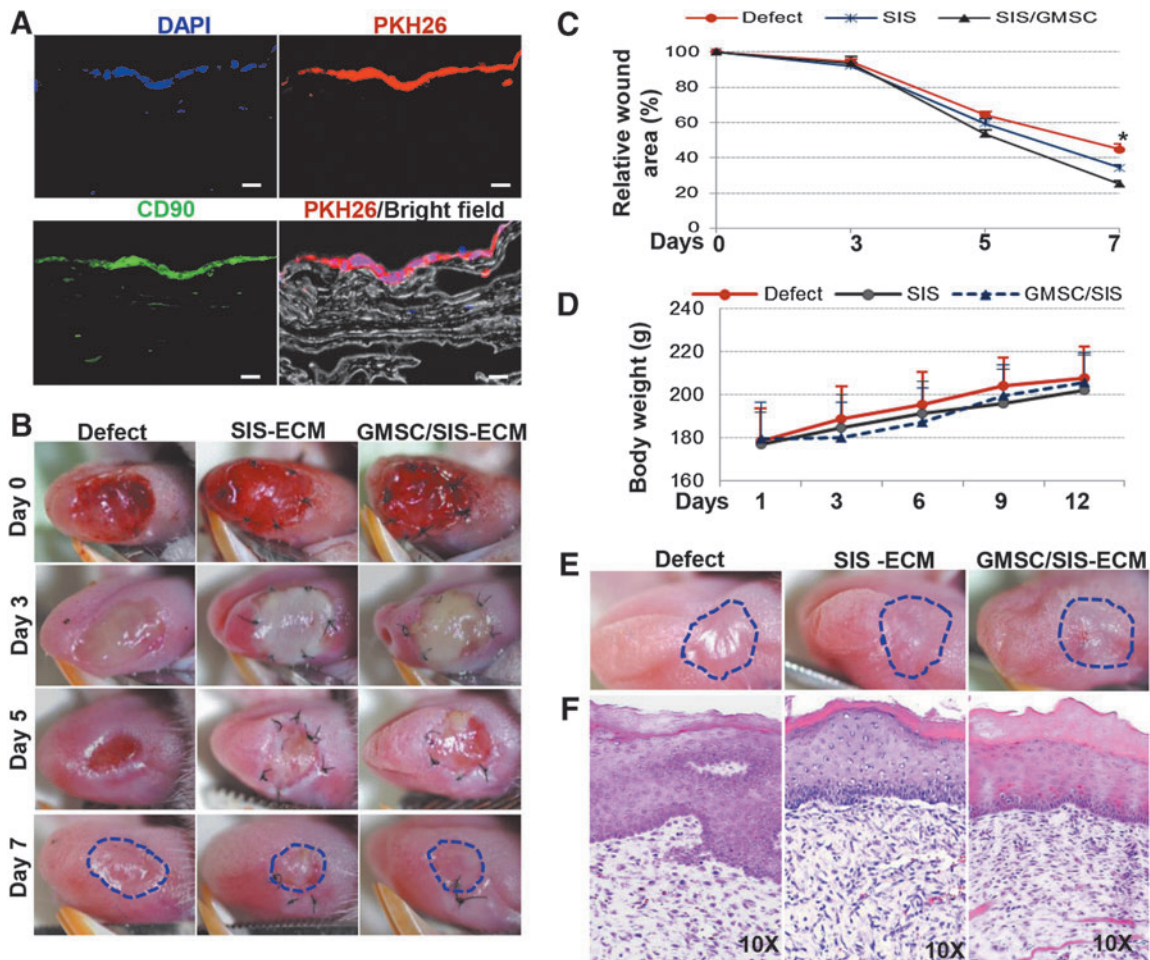 A
DAPI PKH26
CD90 PKH26/Bright field
B
Defect SIS-ECM GMSC/SIS-ECM
Day 0
Day 3
Day 5
Day 7
C
Defect SIS SIS/GMSC
Relative wound area (%)
100
80
60
40
20
0
*
Days 0 3 5 7
D
Defect SIS GMSC/SIS
Body weight (g)
240
220
200
180
160
Days 1 3 6 9 12
E
Defect SIS -ECM GMSC/SIS-ECM
F
10X 10X 10X